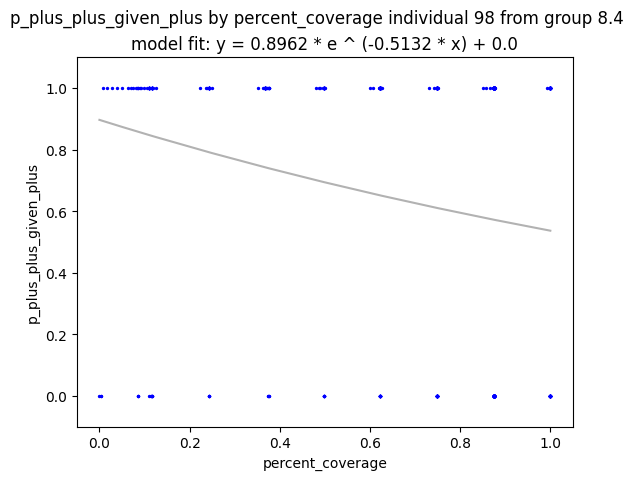 p_plus_plus_given_plus by percent_coverage individual 98 from group 8.4
model fit: y = 0.8962 * e ^ (-0.5132 * x) + 0.0
1.0
0.8
0.6
0.4
0.2
0.0
p_plus_plus_given_plus
0.0 0.2 0.4 0.6 0.8 1.0
percent_coverage